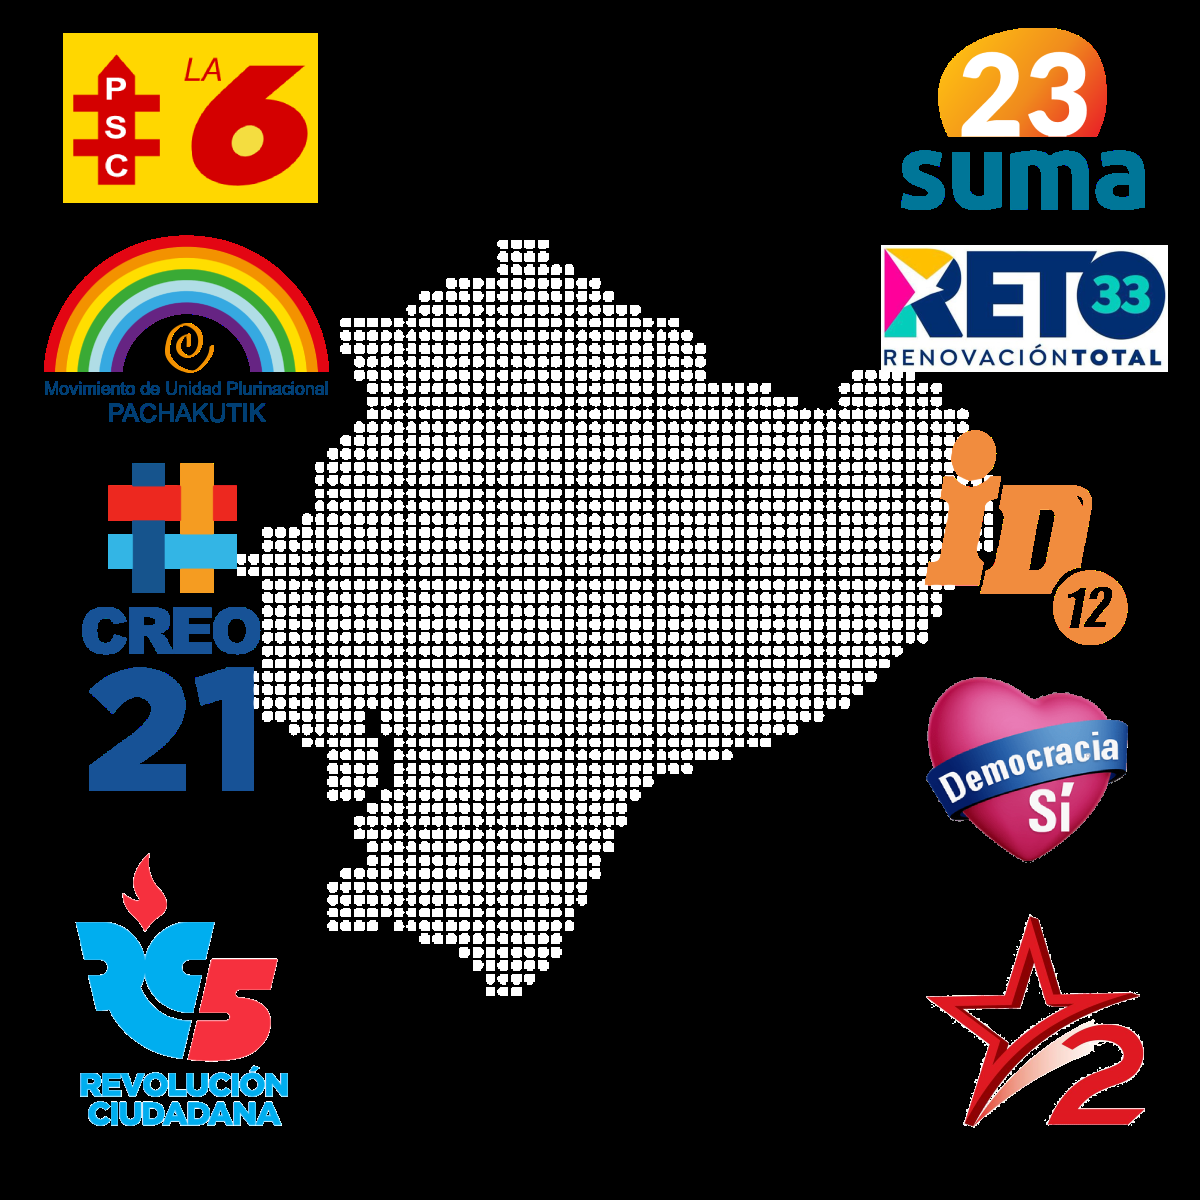 PSC
LA
6
Movimiento de Unidad Plurinacional
PACHAKUTIK
CREO
21
RC5
REVOLUCIÓN
CIUDADANA
23
suma
RETO
33
RENOVACIÓNTOTAL
iD
12
Democracia
Sí
2